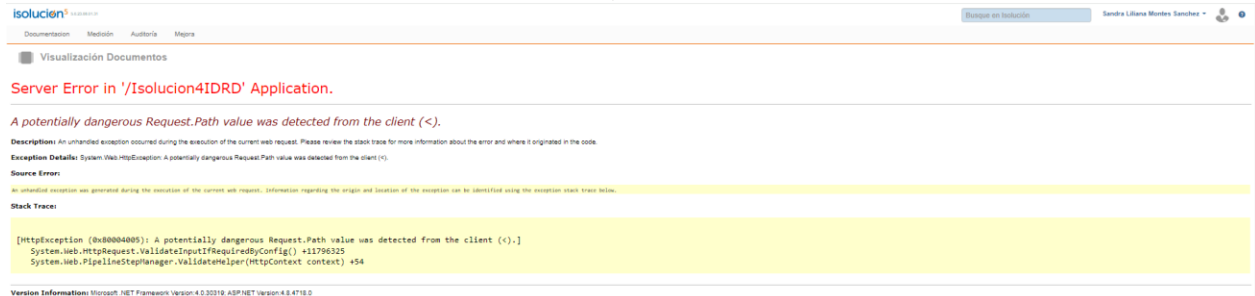 isolución
Busque en Isolución
Sandra Liliana Montes Sanchez
Documentacion Medición Auditoría Mejora
Visualización Documentos
Server Error in '/Isolucion4IDRD' Application.
A potentially dangerous Request.Path value was detected from the client (<).
Description: An unhandled exception occurred during the execution of the current web request. Please review the stack trace for more information about the error and where it originated in the code.
Exception Details: System.Web.HttpException: A potentially dangerous Request.Path value was detected from the client (<).
Source Error:
An unhandled exception was generated during the execution of the current web request. Information regarding the origin and location of the exception can be identified using the exception stack trace below.
Stack Trace:
[HttpException (0x80004005): A potentially dangerous Request.Path value was detected from the client (<).]
System.Web.HttpRequest.ValidateInputIfRequiredByConfig() +11796325
System.Web.PipelineStepManager.ValidateHelper(HttpContext context) +54
Version Information: Microsoft .NET Framework Version:4.0.30319; ASP.NET Version:4.8.4718.0